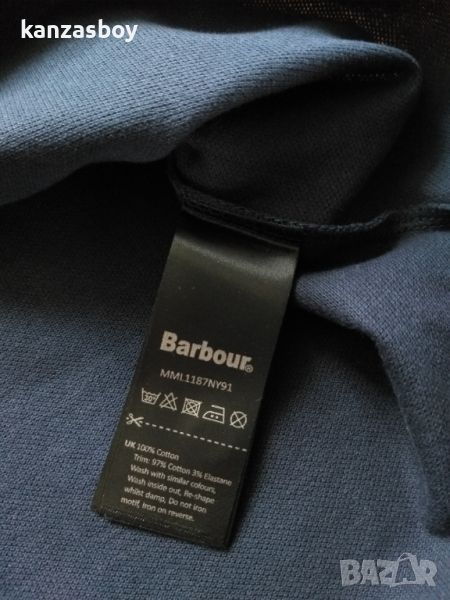 kanzasboy
Barbour®
MML1187NY91
30°
UK 100% Cotton
Trim: 97% Cotton 3% Elastane
Wash with similar colours,
Wash inside out, Re-shape
whilst damp, Do not iron
motif, Iron on reverse.
BAZAR